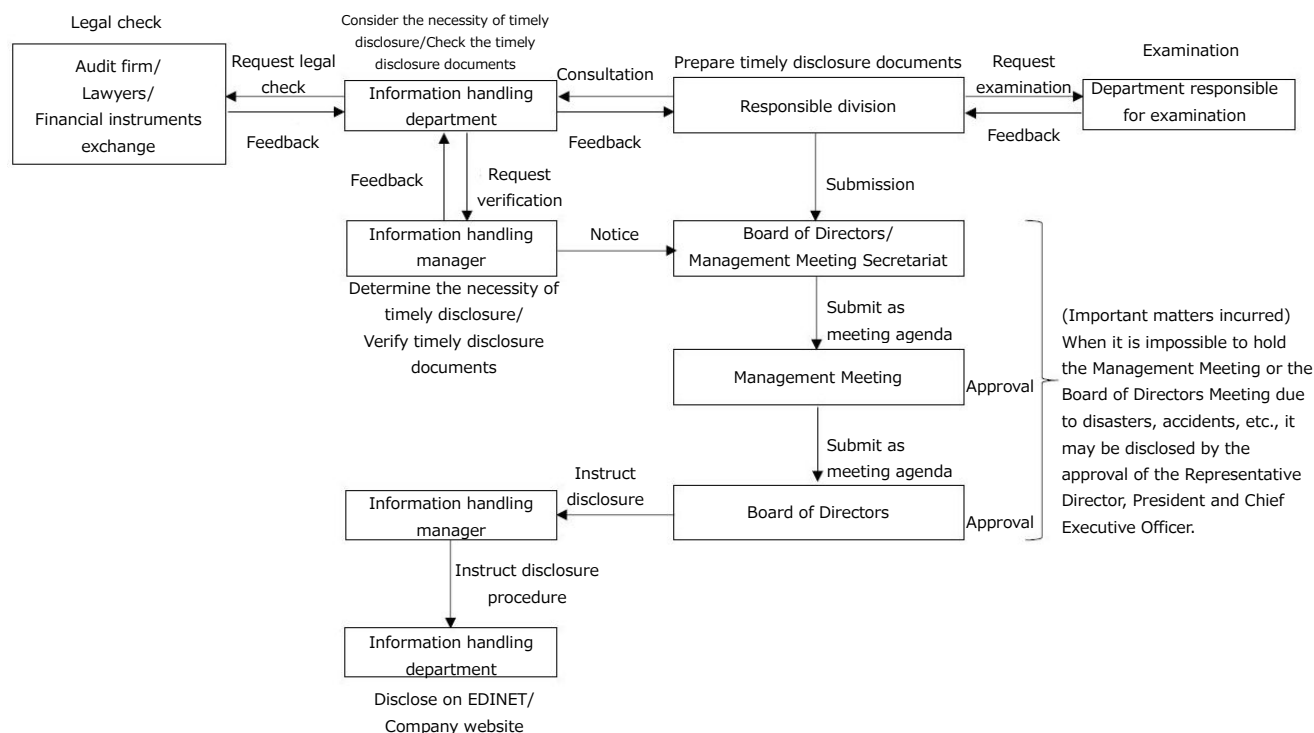 Legal check
Audit firm/
Lawyers/
Financial instruments
exchange
Request legal
check
Feedback
Consider the necessity of timely
disclosure/Check the timely
disclosure documents
Information handling
department
Consultation
Feedback
Prepare timely disclosure documents
Responsible division
Request
examination
Feedback
Examination
Department responsible
for examination
Feedback
Request
verification
Submission
Information handling
manager
Determine the necessity of
timely disclosure/
Verify timely disclosure
documents
Notice
Board of Directors/
Management Meeting Secretariat
Submit as
meeting agenda
Management Meeting
Approval
Submit as
meeting agenda
Board of Directors
Approval
(Important matters incurred)
When it is impossible to hold
the Management Meeting or the
Board of Directors Meeting due
to disasters, accidents, etc., it
may be disclosed by the
approval of the Representative
Director, President and Chief
Executive Officer.
Instruct
disclosure
Information handling
manager
Instruct disclosure
procedure
Information handling
department
Disclose on EDINET/
Company website